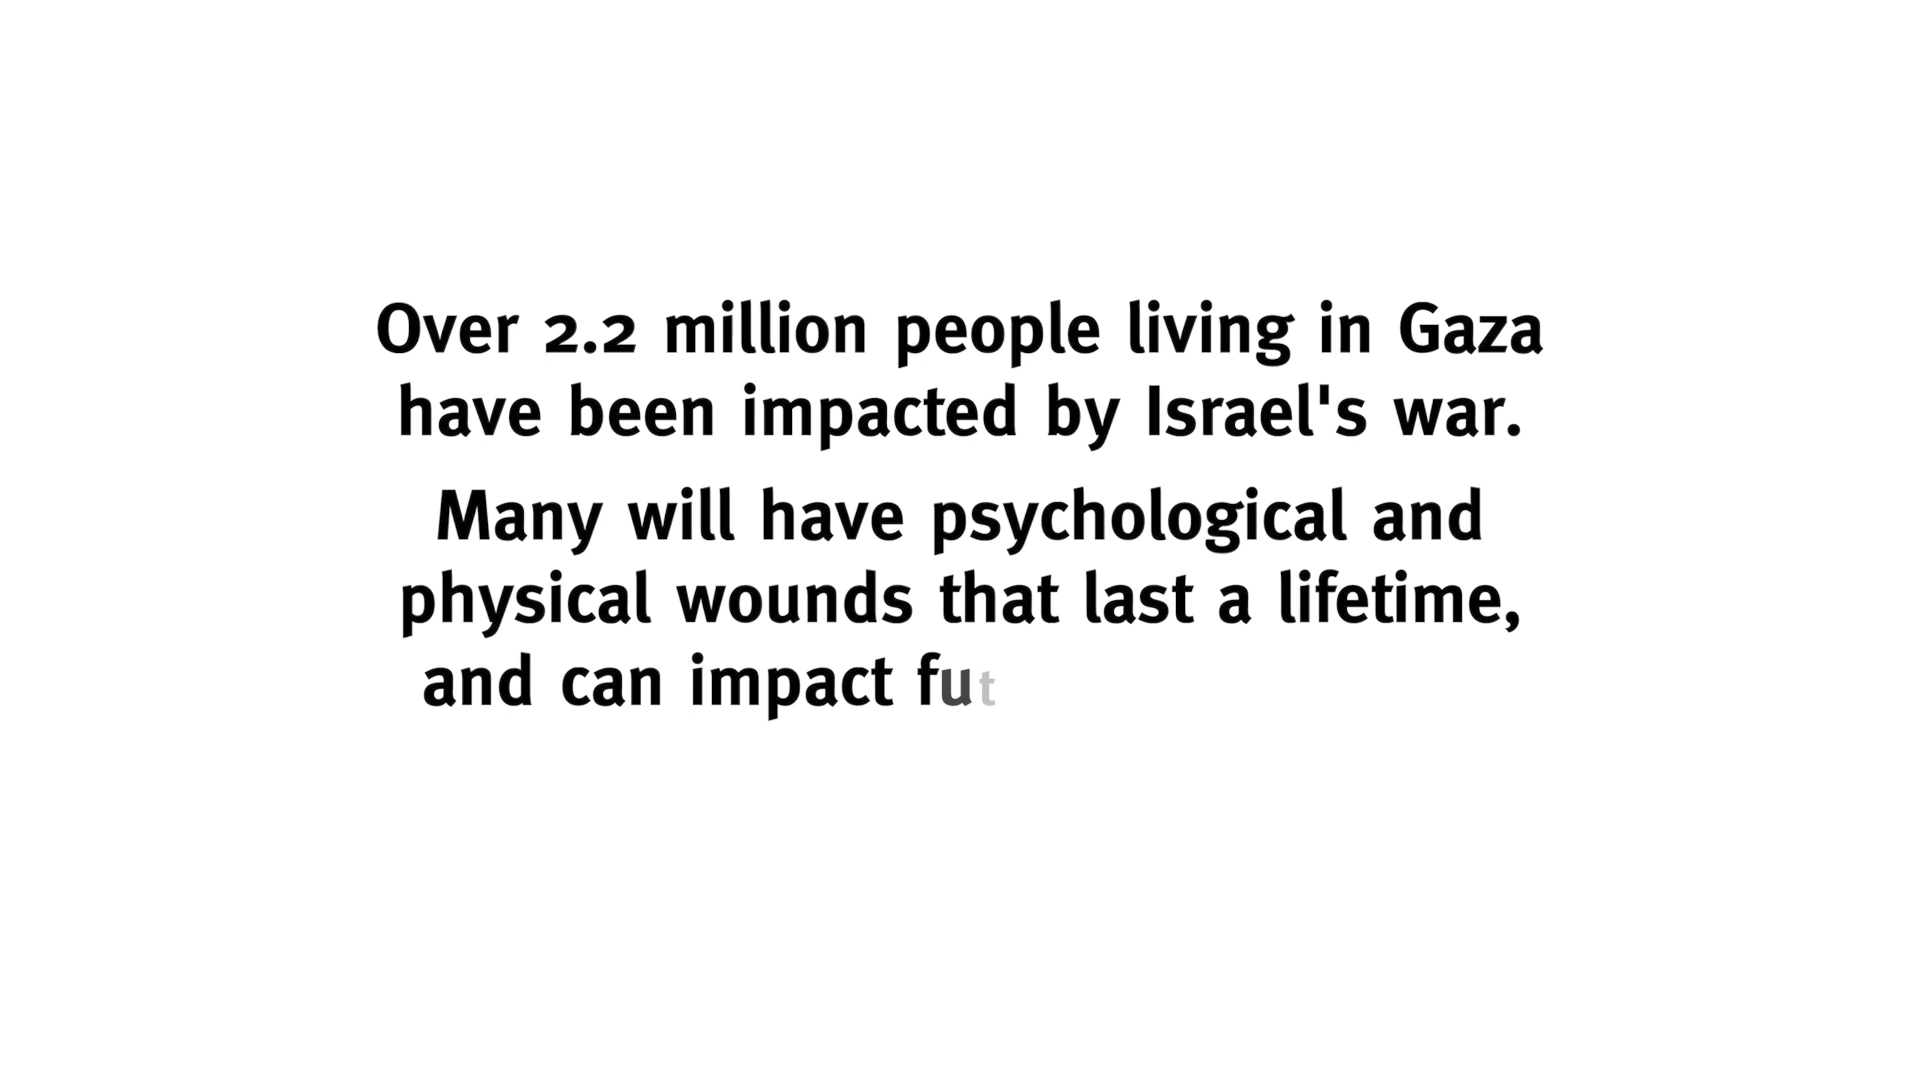 Over 2.2 million people living in Gaza
have been impacted by Israel's war.
Many will have psychological and
physical wounds that last a lifetime,
and can impact fut